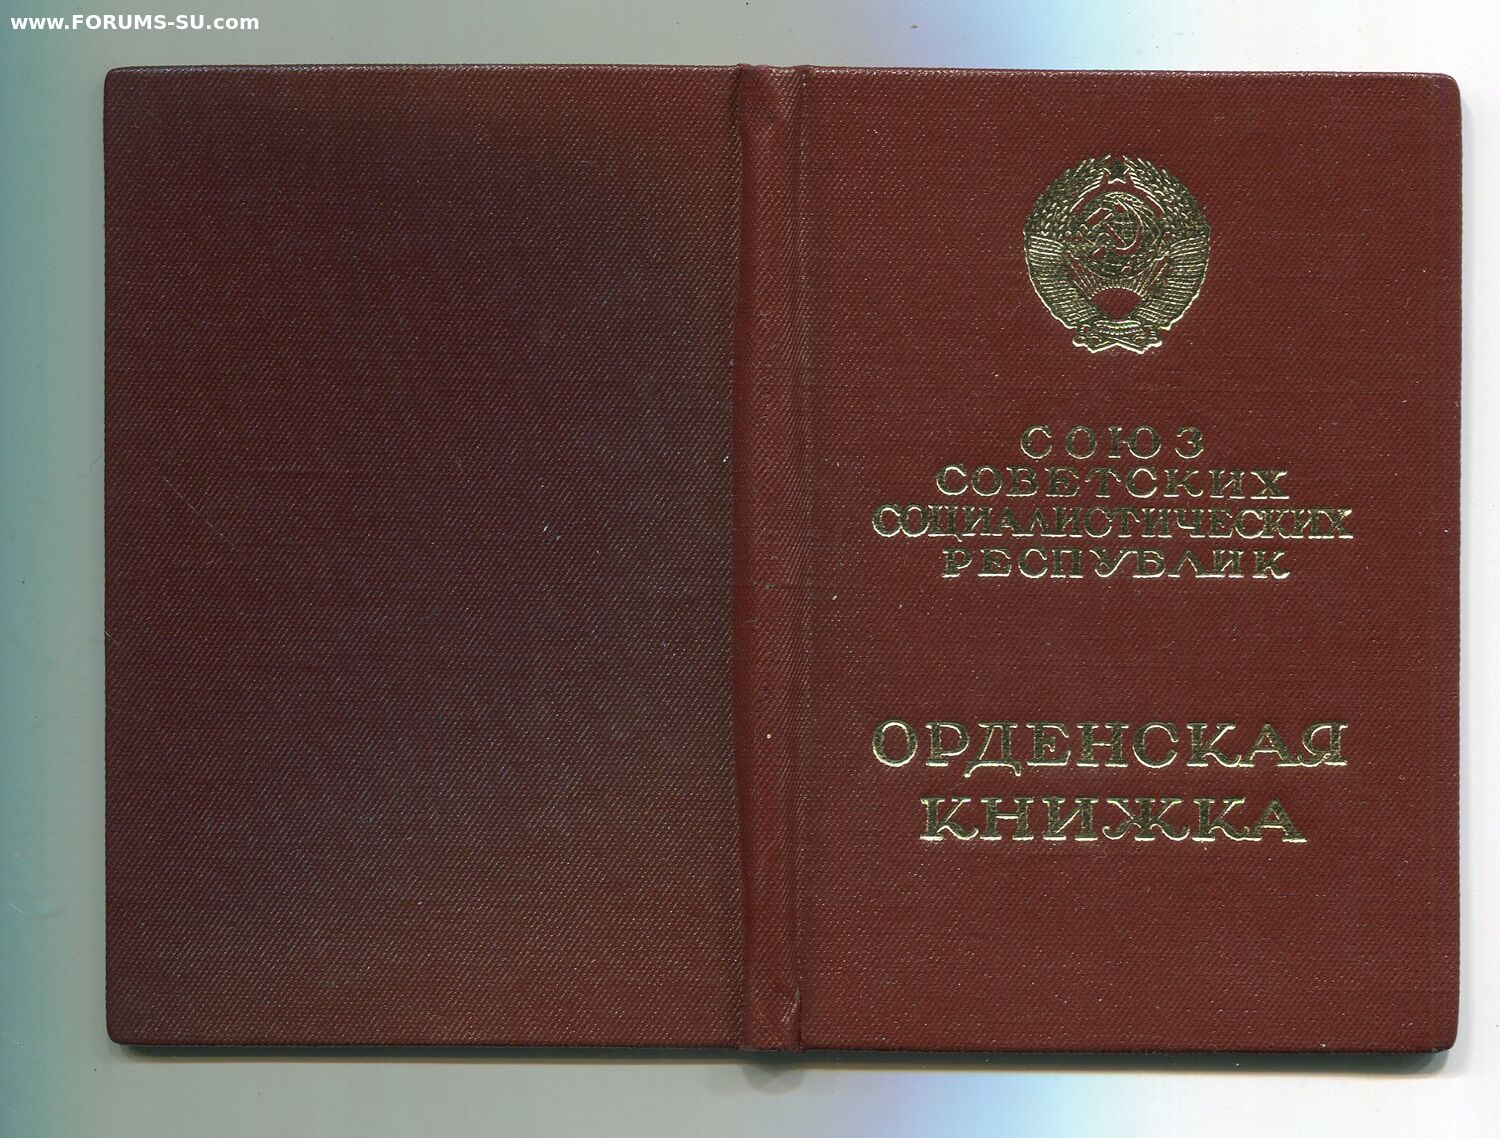 www.FORUMS-SU.com
СОЮЗ
СОВЕТСКИХ
СОЦИАЛИСТИЧЕСКИХ
РЕСПУБЛИК
ОРДЕНСКАЯ
КНИЖКА